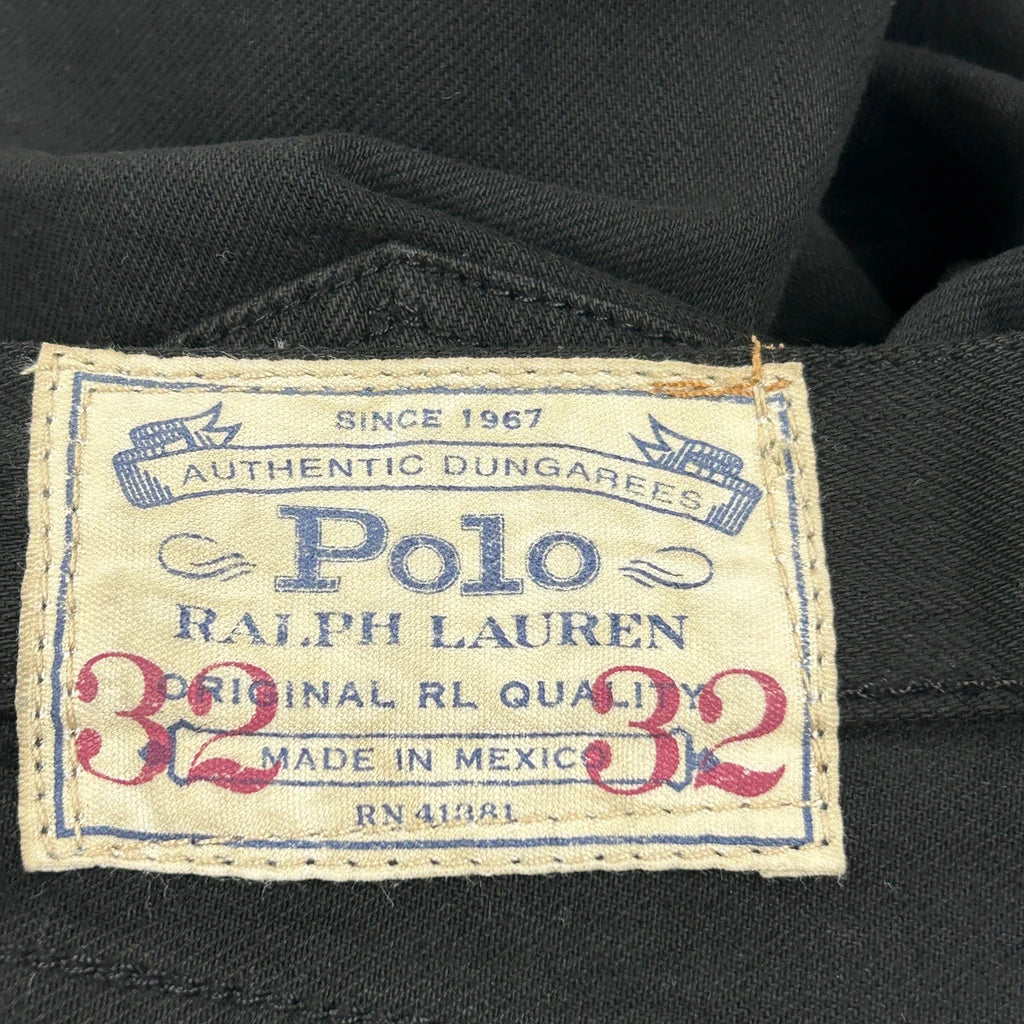 SINCE 1967
AUTHENTIC DUNGAREES
Polo
RALPH LAUREN
ORIGINAL RL QUALITY
32 32
MADE IN MEXICO
RN 41381